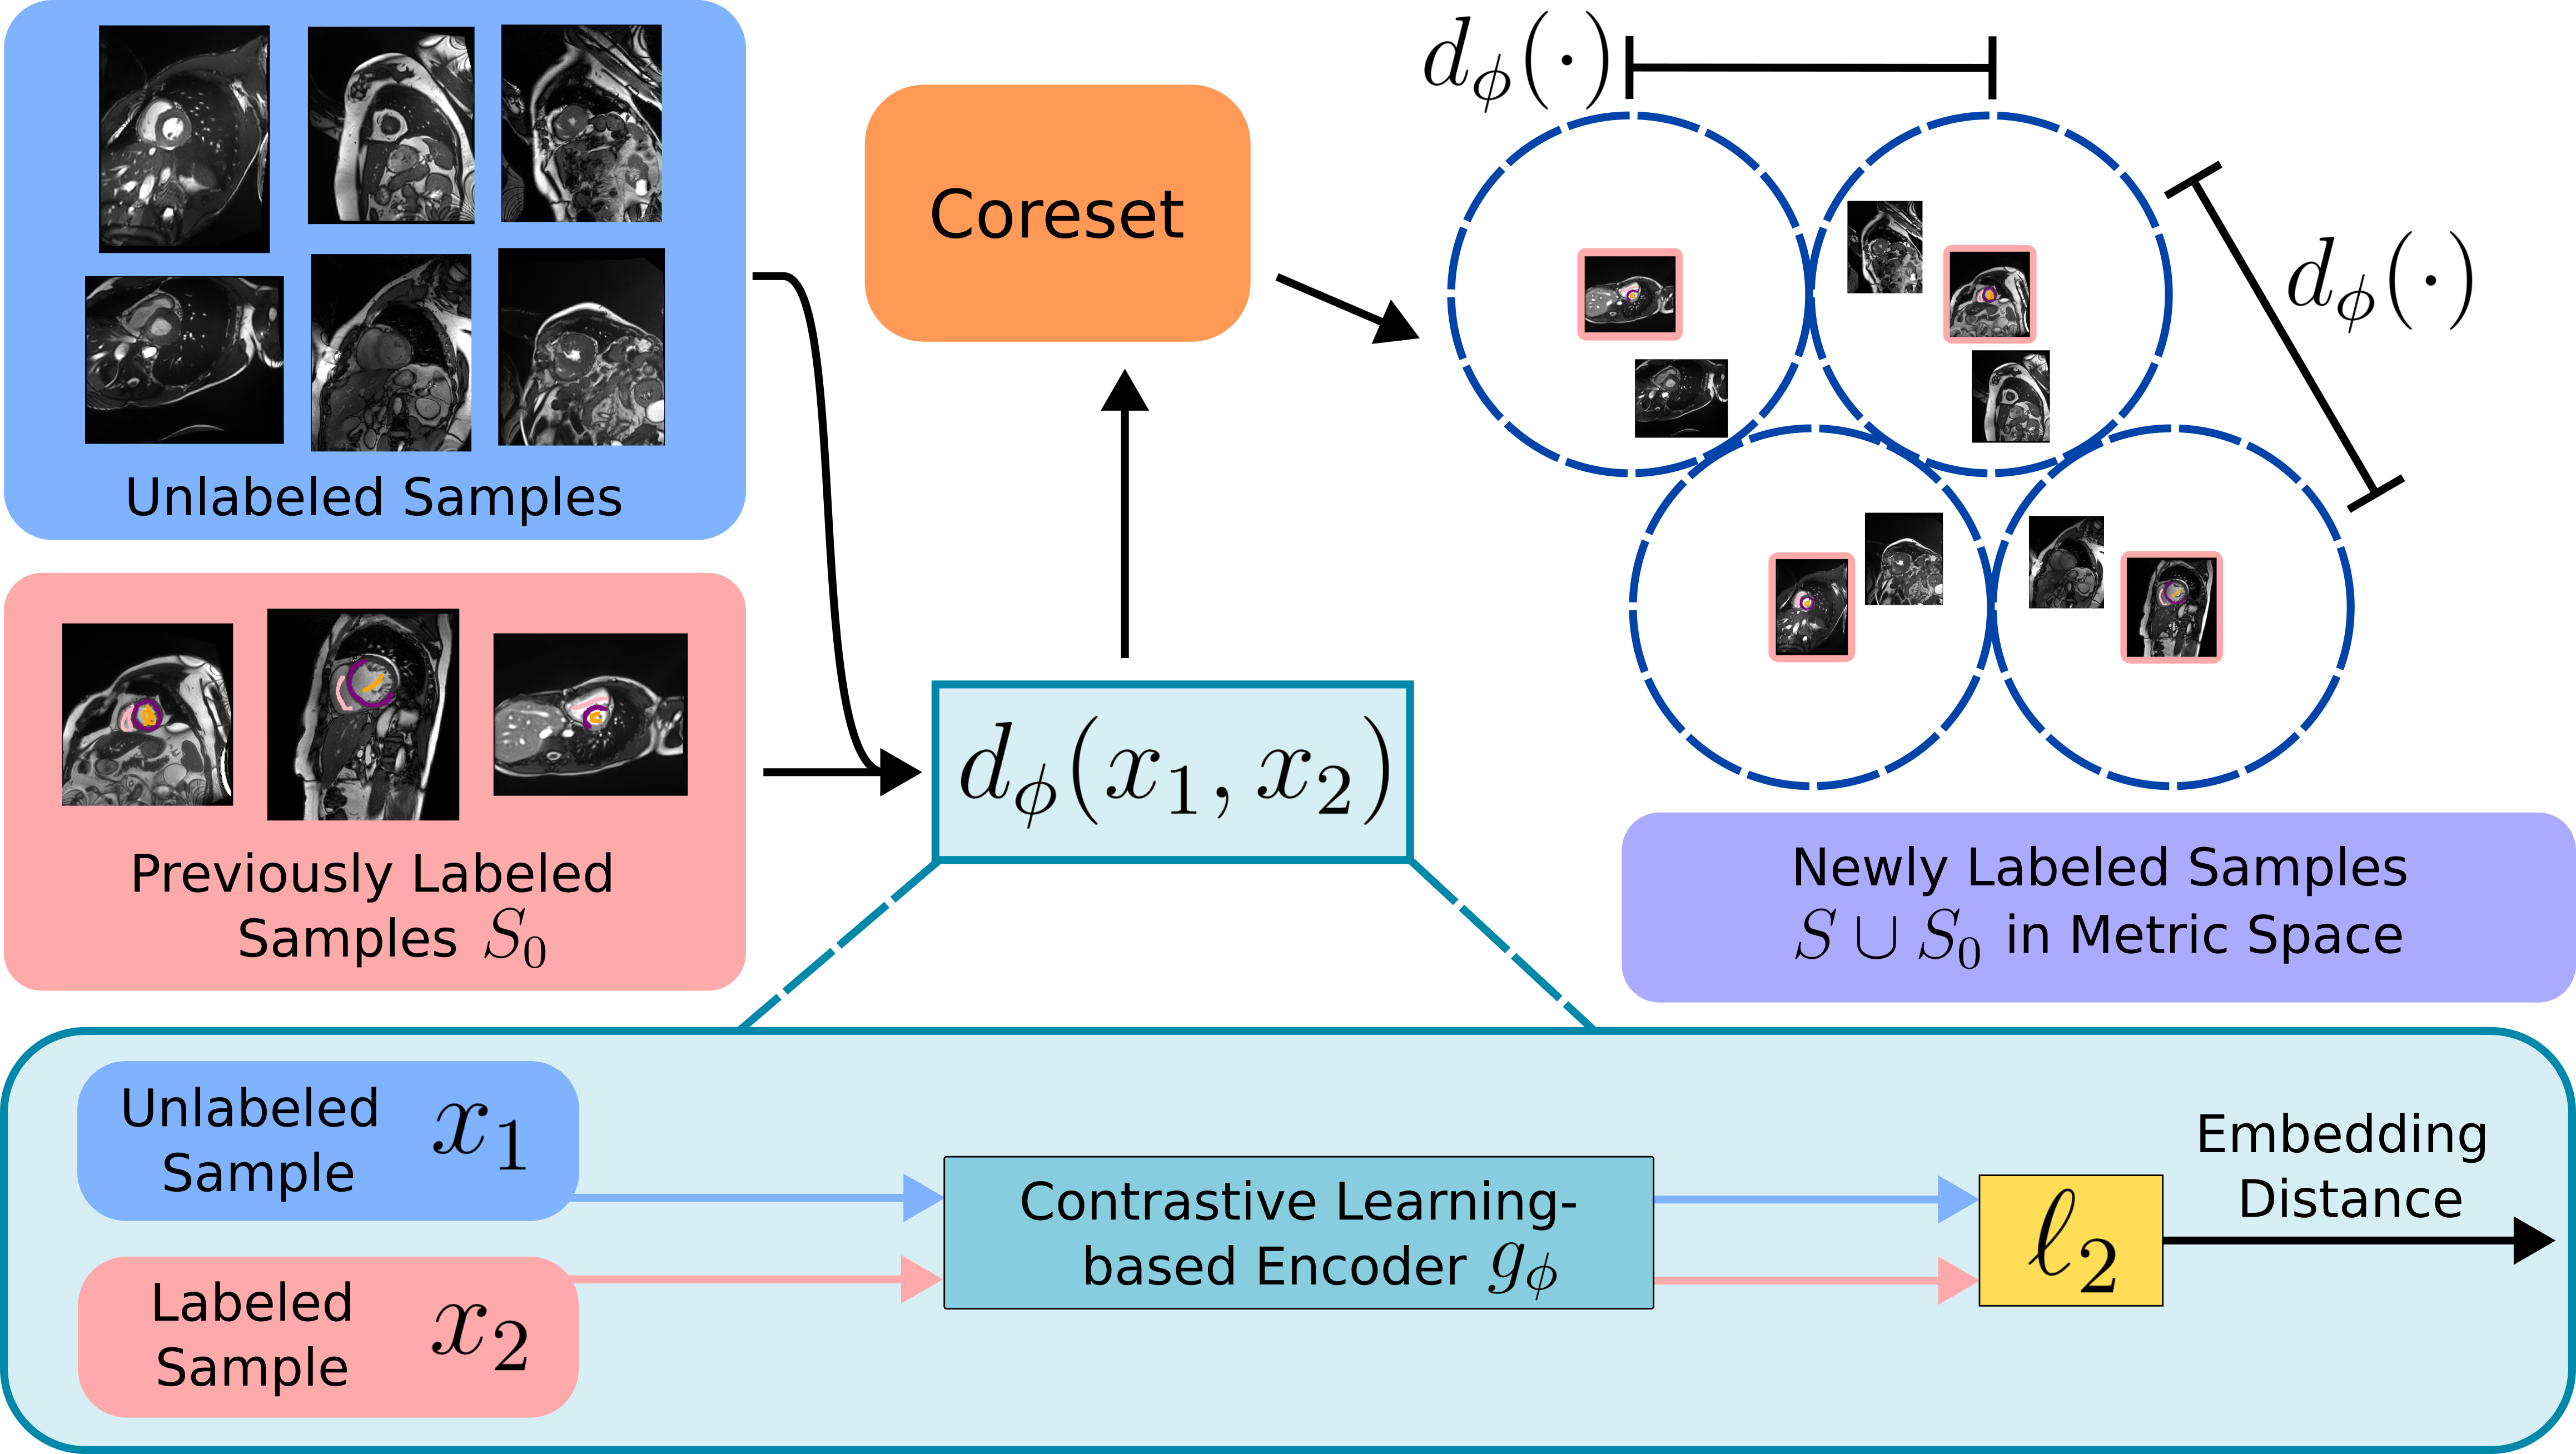 Unlabeled Samples
Previously Labeled
Samples $S_0$
Coreset
$d_\phi(x_1, x_2)$
$d_\phi(\cdot)$
$d_\phi(\cdot)$
Newly Labeled Samples
$S \cup S_0$ in Metric Space
Unlabeled
Sample $x_1$
Labeled
Sample $x_2$
Contrastive Learning-
based Encoder $g_\phi$
$\ell_2$
Embedding
Distance